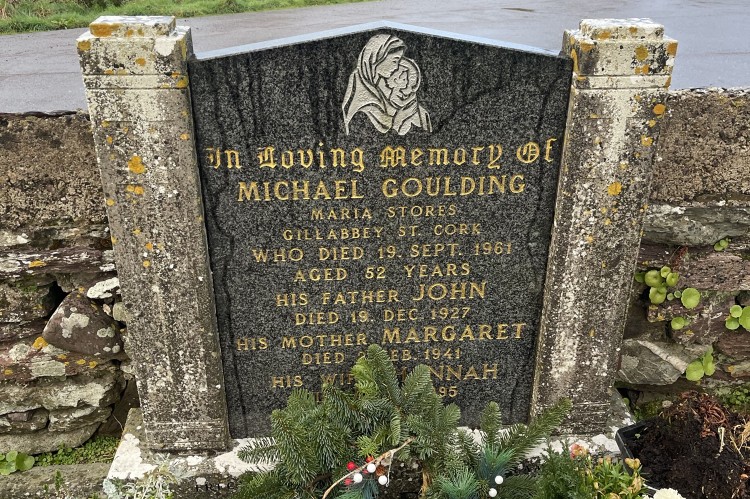 In Loving Memory Of
MICHAEL GOULDING
MARIA STORES
GILLABBEY ST. CORK
WHO DIED 19. SEPT. 1961
AGED 52 YEARS
HIS FATHER JOHN
DIED 19. DEC 1927
HIS MOTHER MARGARET
DIED 1941
HIS